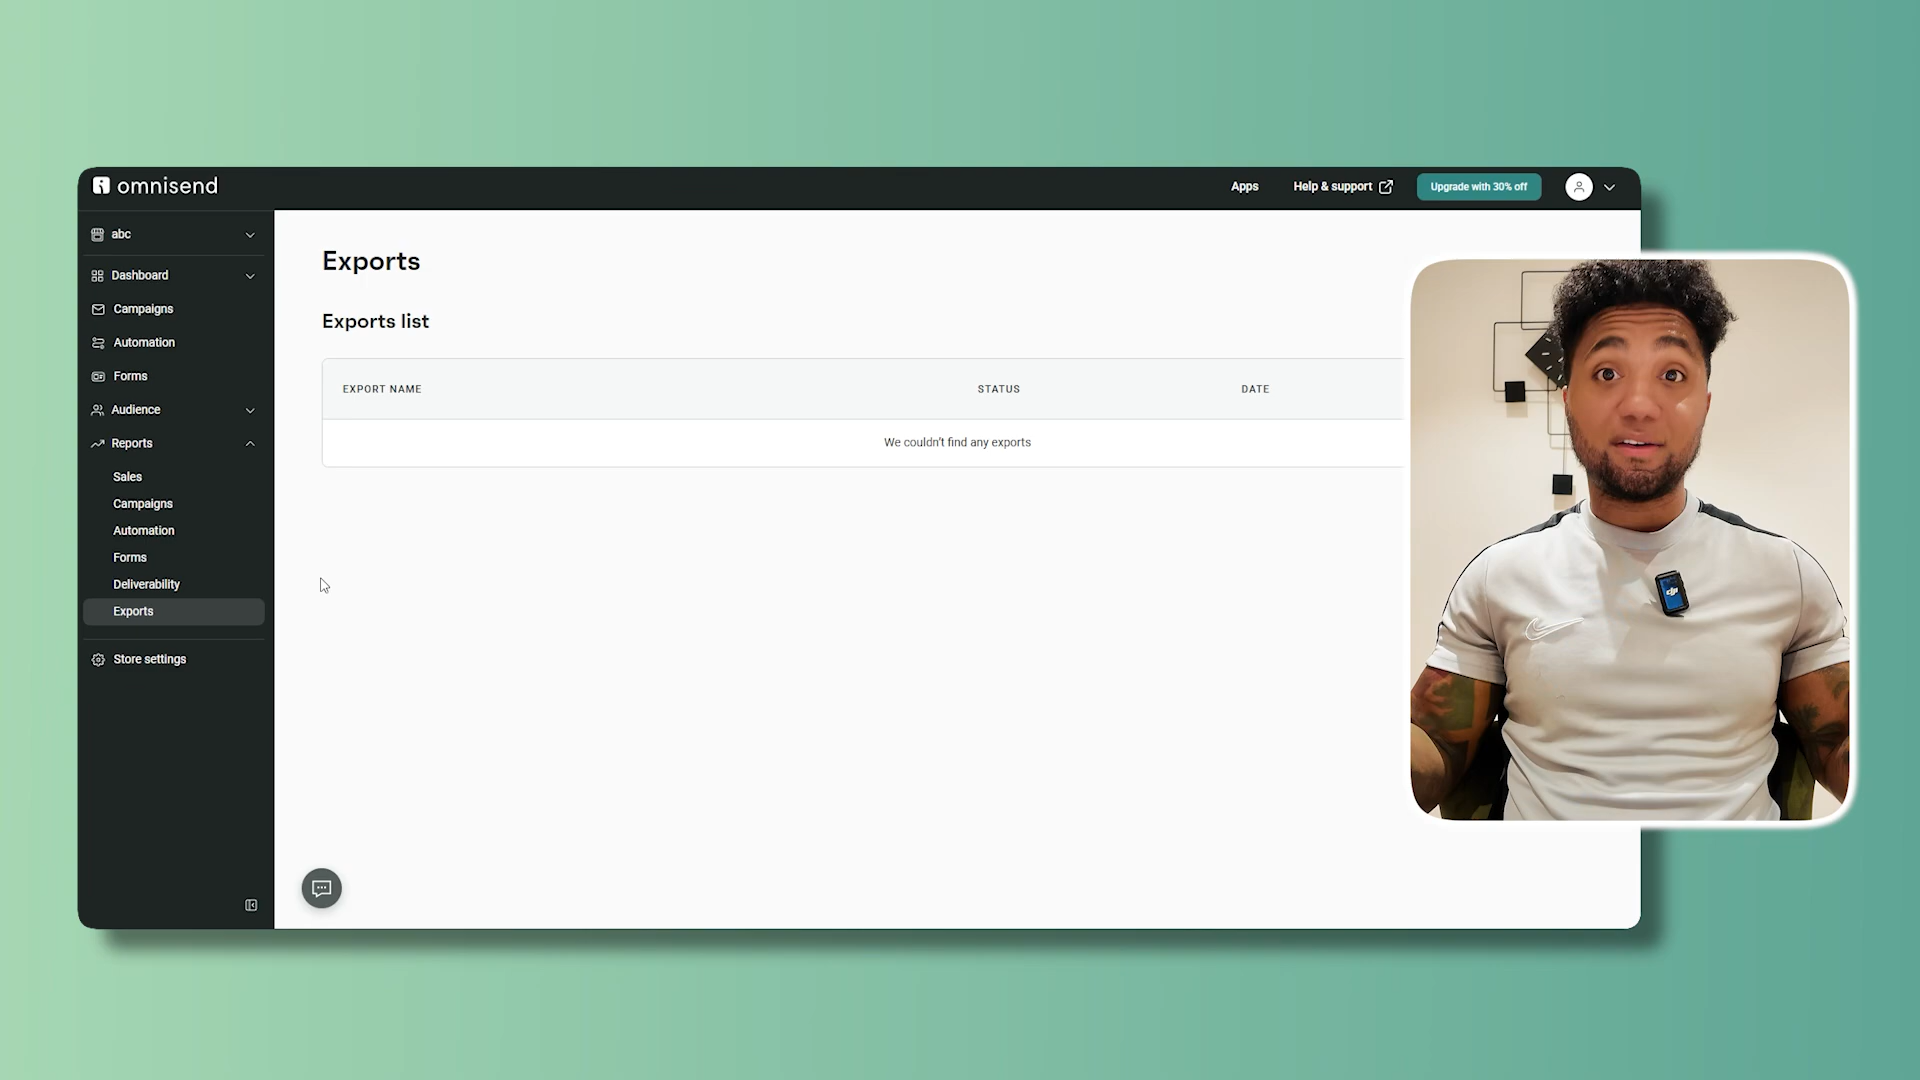 omnisend
Apps
Help & support
Upgrade with 30% off
abc
Dashboard
Campaigns
Automation
Forms
Audience
Reports
Sales
Campaigns
Automation
Forms
Deliverability
Exports
Store settings
Exports
Exports list
EXPORT NAME STATUS DATE
We couldn't find any exports
dji